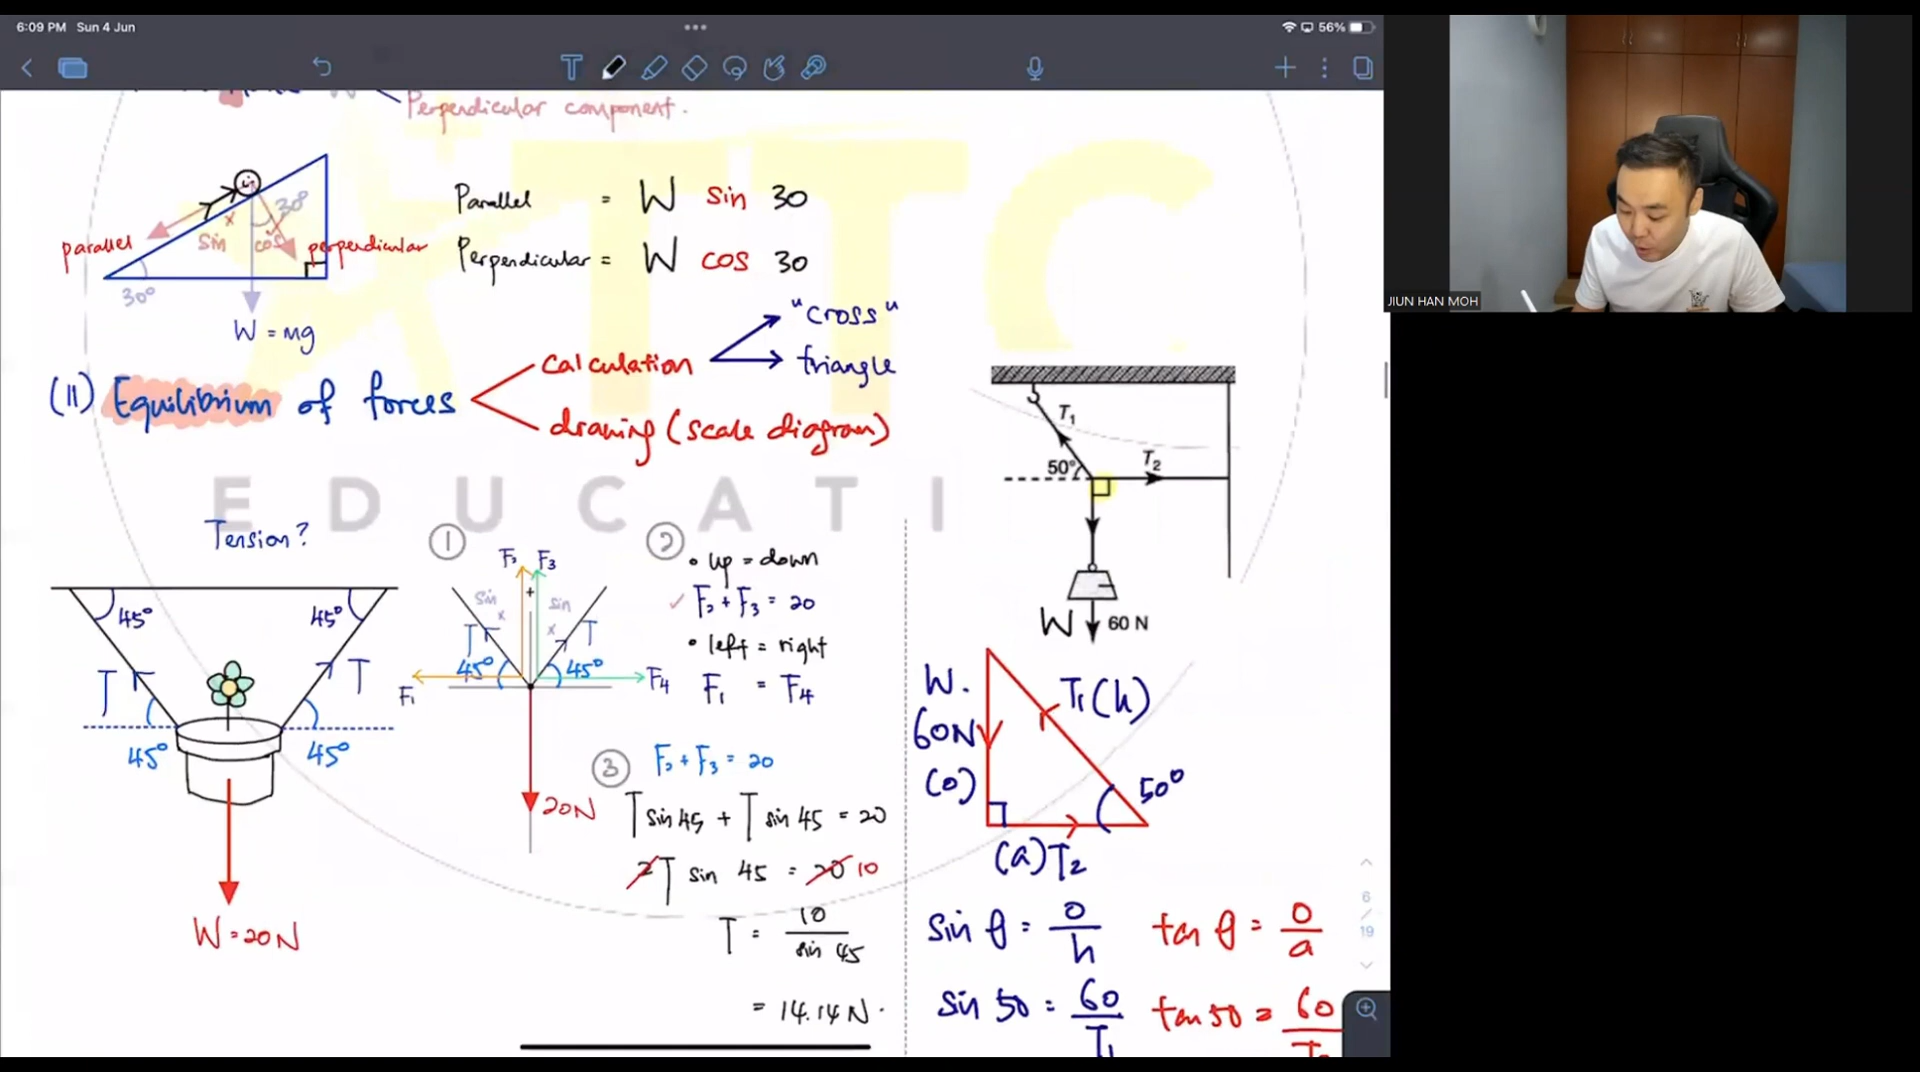 6:09 PM Sun 4 Jun
56%
Perpendicular component.
30°
parallel
sin
cos
perpendicular
30°
W = mg
Parallel = W sin 30
Perpendicular = W cos 30
(11) Equilibrium of forces
calculation
"cross"
triangle
drawing (scale diagram)
TTC
EDUCATI
Tension?
45°
45°
T
T
45°
45°
W = 20N
1
F2
F3
+
sin
sin
x
x
T
T
45°
45°
F1
F4
20N
2
• up = down
F2 + F3 = 20
• left = right
F1 = F4
3
F2 + F3 = 20
T sin 45 + T sin 45 = 20
2T sin 45 = 20 10
T = 10 / sin 45
= 14.14 N.
T1
50°
T2
W
60 N
W.
60N
(o)
T1 (h)
50°
(a) T2
sin θ = o / h
tan θ = o / a
sin 50 = 60 / T1
tan 50 = 60
6
/
19
JIUN HAN MOH